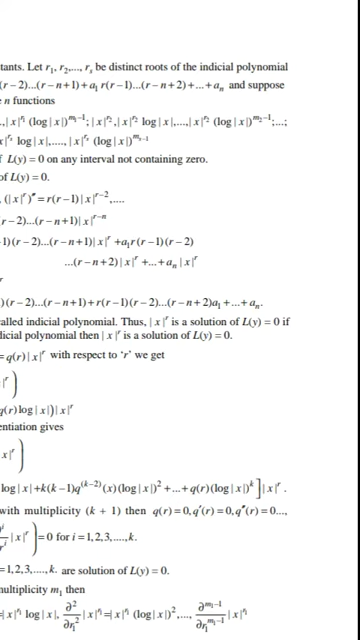 tants. Let r₁, r₂,..., rₛ be distinct roots of the indicial polynomial
(r−2)...(r−n+1)+a₁ r(r−1)...(r−n+2)+...+aₙ and suppose
e n functions
..,|x|^{r₁} (log|x|)^{m₁−1};|x|^{r₂},|x|^{r₂} log|x|,....,|x|^{r₂} (log|x|)^{m₂−1};...;
x|^{rₛ} log|x|,....,|x|^{rₛ} (log|x|)^{mₛ−1}
f L(y)=0 on any interval not containing zero.
of L(y)=0.
, (|x|^r)″=r(r−1)|x|^{r−2},....
r−2)...(r−n+1)|x|^{r−n}
−1)(r−2)...(r−n+1)|x|^r+a₁r(r−1)(r−2)
...(r−n+2)|x|^r+...+aₙ|x|^r
r
)(r−2)...(r−n+1)+r(r−1)(r−2)...(r−n+2)a₁+...+aₙ.
called indicial polynomial. Thus, |x|^r is a solution of L(y)=0 if
dicial polynomial then |x|^r is a solution of L(y)=0.
=q(r)|x|^r with respect to ‘r’ we get
|^r)
q(r)log|x|)|x|^r
entiation gives
x|^r)
log|x|+k(k−1)q^{(k−2)}(x)(log|x|)²+...+q(r)(log|x|)^k]|x|^r.
with multiplicity (k + 1) then q(r)=0,q′(r)=0,q″(r)=0...,
|x|^r)=0 for i=1,2,3,....,k.
=1,2,3,....,k. are solution of L(y)=0.
multiplicity m₁ then
=|x|^{r₁} log|x|, ∂²/∂r₁² |x|^{r₁}=|x|^{r₁} (log|x|)²,..., ∂^{m₁−1}/∂r₁^{m₁−1} |x|^{r₁}